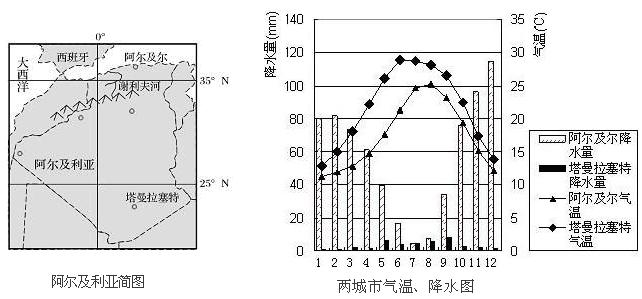 0°
大西洋
西班牙
阿尔及尔
35° N
谢利夫河
阿尔及利亚
25° N
塔曼拉塞特
阿尔及利亚简图
降水量(mm)
140
120
100
80
60
40
20
0
气温(℃)
35
30
25
20
15
10
5
0
1 2 3 4 5 6 7 8 9 10 11 12
阿尔及尔降
水量
塔曼拉塞特
降水量
阿尔及尔气
温
塔曼拉塞特
气温
两城市气温、降水图